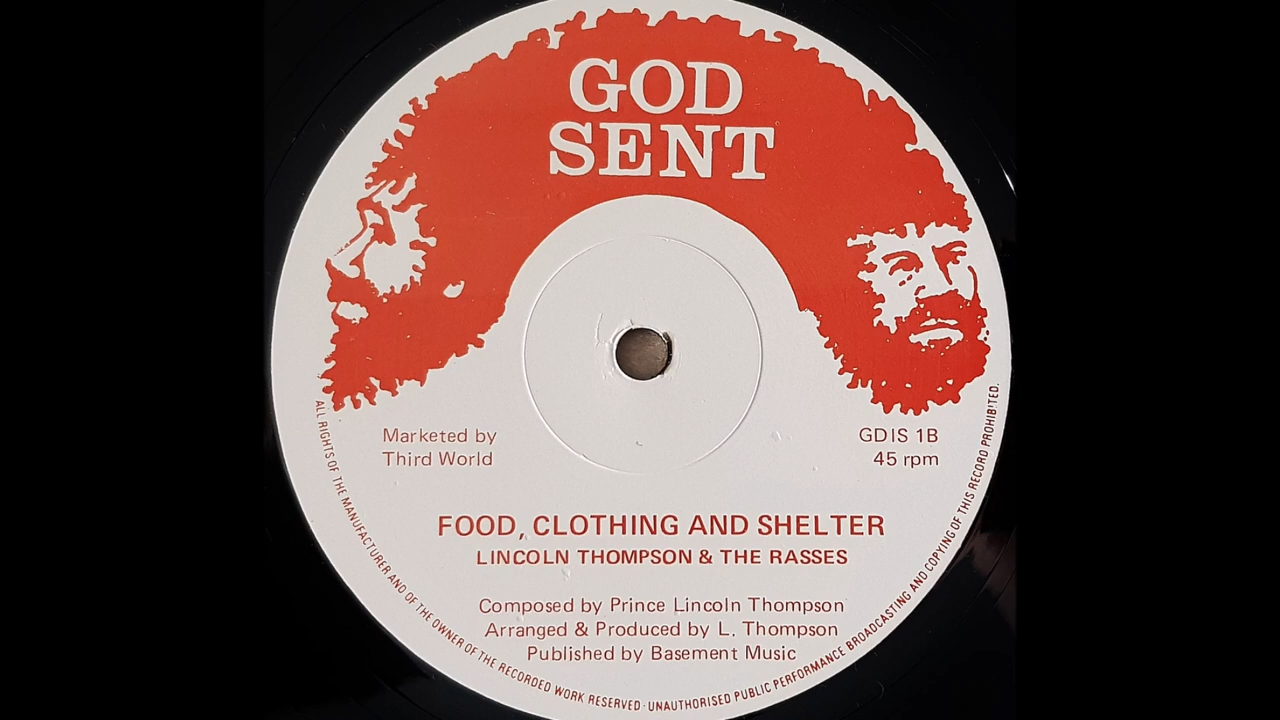 GOD
SENT
Marketed by
Third World
GDIS 1B
45 rpm
FOOD, CLOTHING AND SHELTER
LINCOLN THOMPSON & THE RASSES
Composed by Prince Lincoln Thompson
Arranged & Produced by L. Thompson
Published by Basement Music
ALL RIGHTS OF THE MANUFACTURER AND OF THE OWNER OF THE RECORDED WORK RESERVED · UNAUTHORISED PUBLIC PERFORMANCE BROADCASTING AND COPYING OF THIS RECORD PROHIBITED.